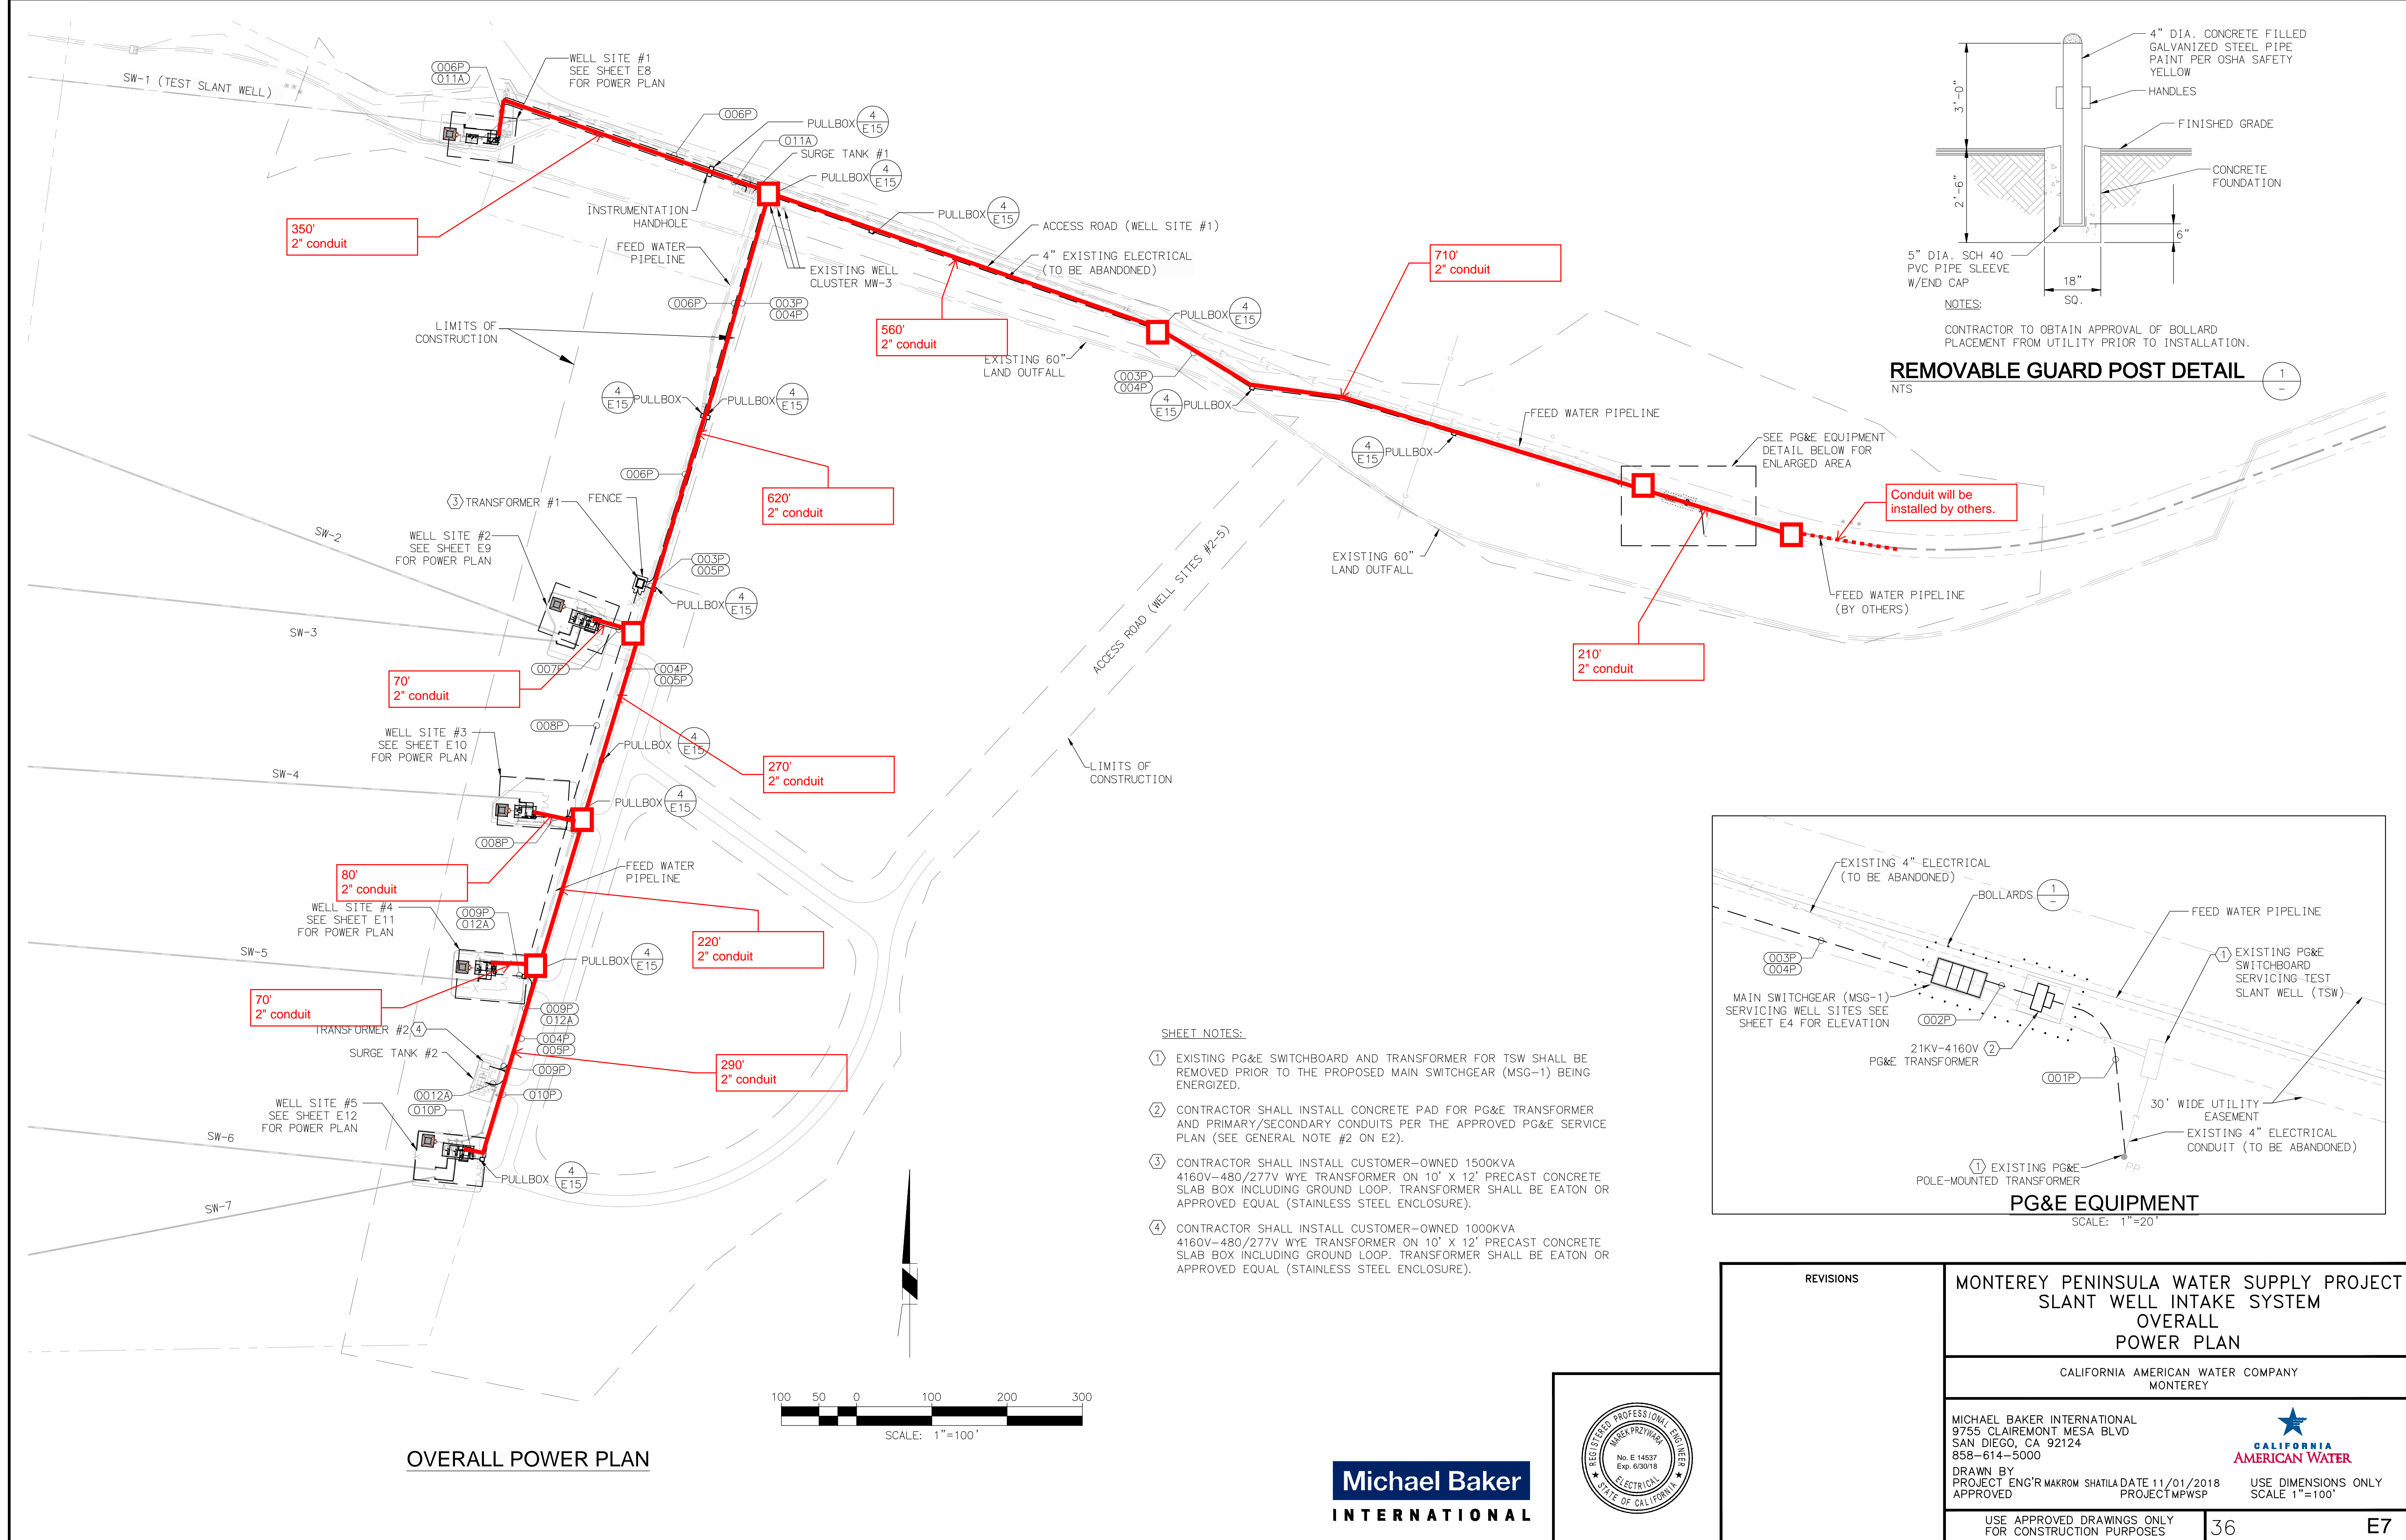 SW-1 (TEST SLANT WELL)
006P
011A
WELL SITE #1
SEE SHEET E8
FOR POWER PLAN
006P
PULLBOX
4
E15
011A
SURGE TANK #1
PULLBOX
4
E15
INSTRUMENTATION
HANDHOLE
350'
2" conduit
FEED WATER
PIPELINE
EXISTING WELL
CLUSTER MW-3
PULLBOX
4
E15
ACCESS ROAD (WELL SITE #1)
4" EXISTING ELECTRICAL
(TO BE ABANDONED)
006P
003P
004P
LIMITS OF
CONSTRUCTION
560'
2" conduit
EXISTING 60"
LAND OUTFALL
PULLBOX
4
E15
710'
2" conduit
003P
004P
4
E15
PULLBOX
FEED WATER PIPELINE
4
E15
PULLBOX
SEE PG&E EQUIPMENT
DETAIL BELOW FOR
ENLARGED AREA
Conduit will be
installed by others.
FEED WATER PIPELINE
(BY OTHERS)
EXISTING 60"
LAND OUTFALL
210'
2" conduit
4
E15
PULLBOX
PULLBOX
4
E15
006P
620'
2" conduit
3
TRANSFORMER #1
FENCE
SW-2
WELL SITE #2
SEE SHEET E9
FOR POWER PLAN
003P
005P
PULLBOX
4
E15
SW-3
007P
004P
005P
70'
2" conduit
008P
WELL SITE #3
SEE SHEET E10
FOR POWER PLAN
PULLBOX
4
E15
270'
2" conduit
SW-4
PULLBOX
4
E15
008P
80'
2" conduit
FEED WATER
PIPELINE
ACCESS ROAD (WELL SITES #2-5)
LIMITS OF
CONSTRUCTION
WELL SITE #4
SEE SHEET E11
FOR POWER PLAN
009P
012A
220'
2" conduit
SW-5
PULLBOX
4
E15
70'
2" conduit
009P
012A
TRANSFORMER #2
4
004P
005P
SURGE TANK #2
009P
290'
2" conduit
0012A
010P
010P
WELL SITE #5
SEE SHEET E12
FOR POWER PLAN
SW-6
PULLBOX
4
E15
SW-7
100 50 0 100 200 300
SCALE: 1"=100'
OVERALL POWER PLAN
4" DIA. CONCRETE FILLED
GALVANIZED STEEL PIPE
PAINT PER OSHA SAFETY
YELLOW
HANDLES
3'-0"
FINISHED GRADE
CONCRETE
FOUNDATION
2'-6"
6"
5" DIA. SCH 40
PVC PIPE SLEEVE
W/END CAP
18"
SQ.
NOTES:
CONTRACTOR TO OBTAIN APPROVAL OF BOLLARD
PLACEMENT FROM UTILITY PRIOR TO INSTALLATION.
REMOVABLE GUARD POST DETAIL
1
-
NTS
EXISTING 4" ELECTRICAL
(TO BE ABANDONED)
BOLLARDS
1
-
FEED WATER PIPELINE
003P
004P
1
EXISTING PG&E
SWITCHBOARD
SERVICING TEST
SLANT WELL (TSW)
MAIN SWITCHGEAR (MSG-1)
SERVICING WELL SITES SEE
SHEET E4 FOR ELEVATION
002P
21KV-4160V
2
PG&E TRANSFORMER
001P
30' WIDE UTILITY
EASEMENT
EXISTING 4" ELECTRICAL
CONDUIT (TO BE ABANDONED)
1
EXISTING PG&E
POLE-MOUNTED TRANSFORMER
PP
PG&E EQUIPMENT
SCALE: 1"=20'
SHEET NOTES:
1 EXISTING PG&E SWITCHBOARD AND TRANSFORMER FOR TSW SHALL BE
REMOVED PRIOR TO THE PROPOSED MAIN SWITCHGEAR (MSG-1) BEING
ENERGIZED.
2 CONTRACTOR SHALL INSTALL CONCRETE PAD FOR PG&E TRANSFORMER
AND PRIMARY/SECONDARY CONDUITS PER THE APPROVED PG&E SERVICE
PLAN (SEE GENERAL NOTE #2 ON E2).
3 CONTRACTOR SHALL INSTALL CUSTOMER-OWNED 1500KVA
4160V-480/277V WYE TRANSFORMER ON 10' X 12' PRECAST CONCRETE
SLAB BOX INCLUDING GROUND LOOP. TRANSFORMER SHALL BE EATON OR
APPROVED EQUAL (STAINLESS STEEL ENCLOSURE).
4 CONTRACTOR SHALL INSTALL CUSTOMER-OWNED 1000KVA
4160V-480/277V WYE TRANSFORMER ON 10' X 12' PRECAST CONCRETE
SLAB BOX INCLUDING GROUND LOOP. TRANSFORMER SHALL BE EATON OR
APPROVED EQUAL (STAINLESS STEEL ENCLOSURE).
Michael Baker
INTERNATIONAL
REGISTERED PROFESSIONAL ENGINEER
MAREK PRZYWARA
No. E 14537
Exp. 6/30/18
ELECTRICAL
STATE OF CALIFORNIA
REVISIONS
MONTEREY PENINSULA WATER SUPPLY PROJECT
SLANT WELL INTAKE SYSTEM
OVERALL
POWER PLAN
CALIFORNIA AMERICAN WATER COMPANY
MONTEREY
MICHAEL BAKER INTERNATIONAL
9755 CLAIREMONT MESA BLVD
SAN DIEGO, CA 92124
858-614-5000
CALIFORNIA
AMERICAN WATER
DRAWN BY
PROJECT ENG'R MAKROM SHATILA DATE 11/01/2018
APPROVED PROJECT MPWSP
USE DIMENSIONS ONLY
SCALE 1"=100'
USE APPROVED DRAWINGS ONLY
FOR CONSTRUCTION PURPOSES
36
E7